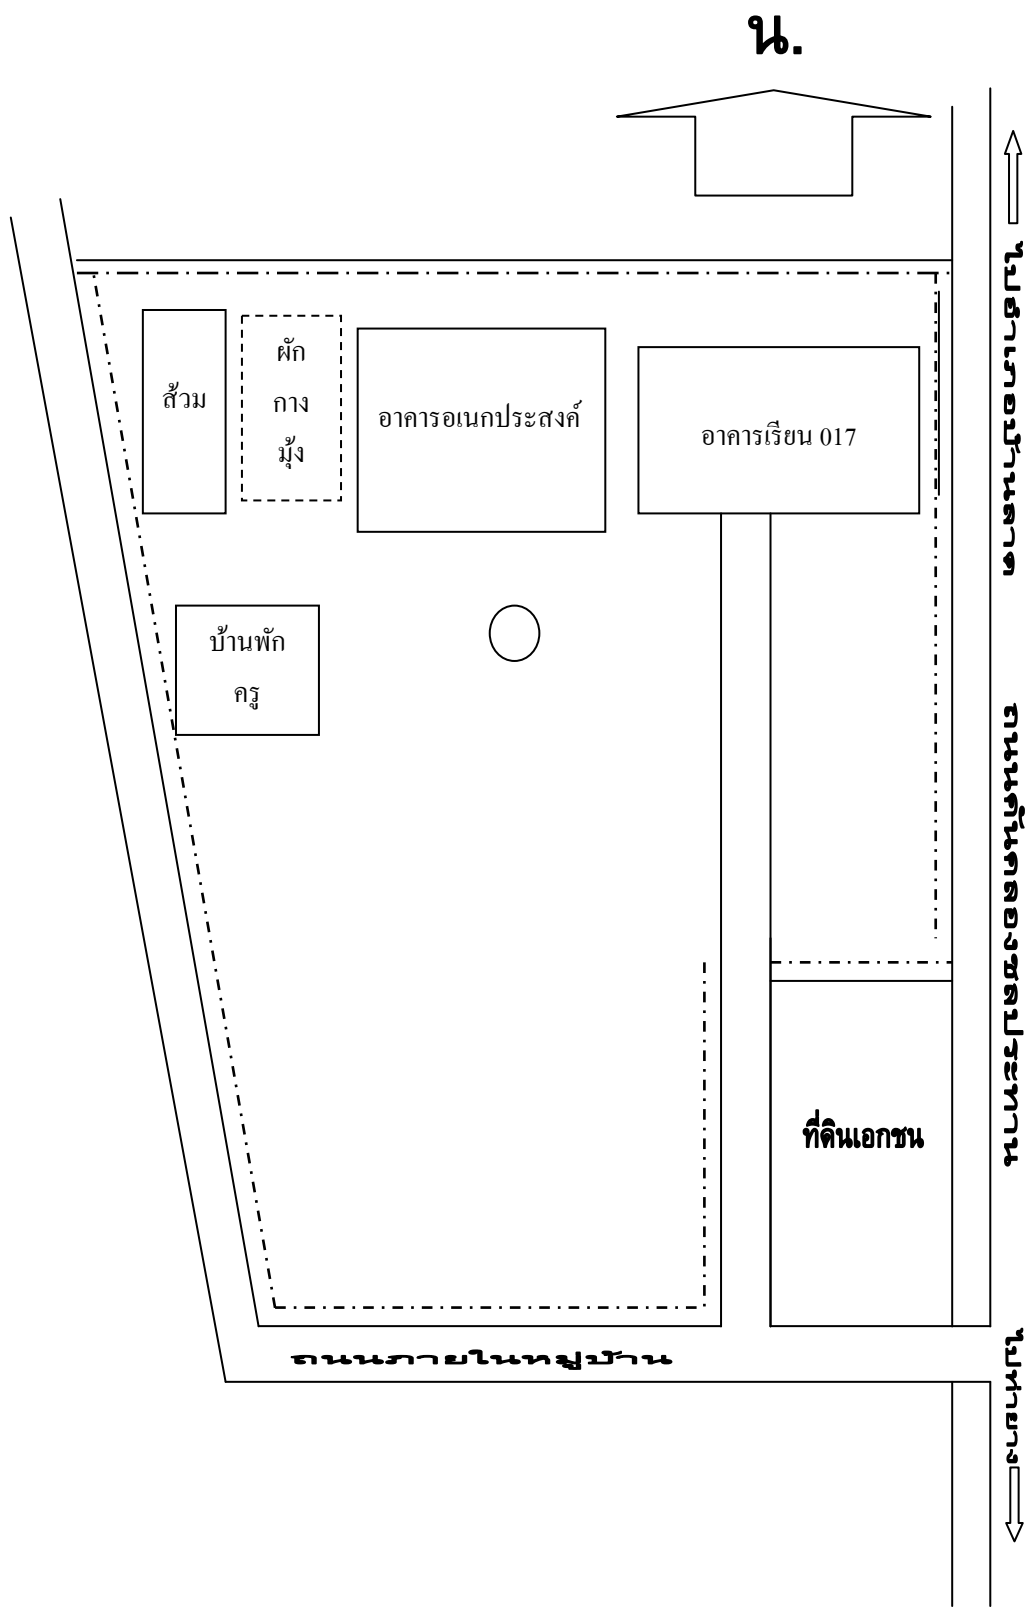 น.
ไปอำเภอบ้านลาด
ส้วม
ผัก
กาง
มุ้ง
อาคารอเนกประสงค์
อาคารเรียน 017
บ้านพัก
ครู
ถนนคันคลองชลประทาน
ที่ดินเอกชน
ถนนภายในหมู่บ้าน
ไปท่ายาง